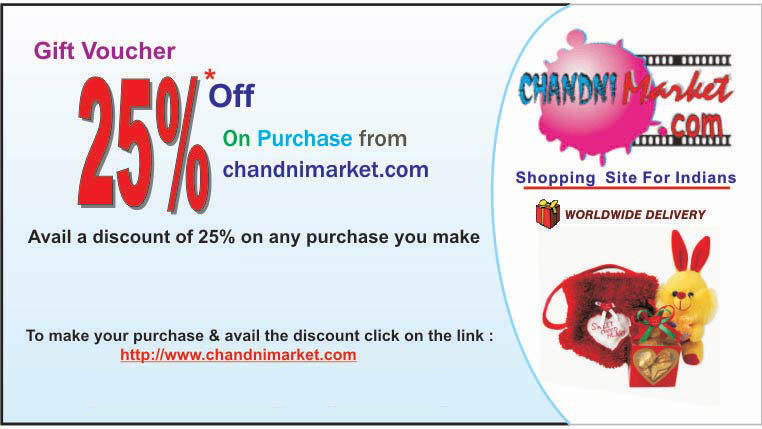 Gift Voucher
25%
*Off
On Purchase from
chandnimarket.com
Avail a discount of 25% on any purchase you make
To make your purchase & avail the discount click on the link :
http://www.chandnimarket.com
CHANDNI Market
.com
Shopping Site For Indians
WORLDWIDE DELIVERY